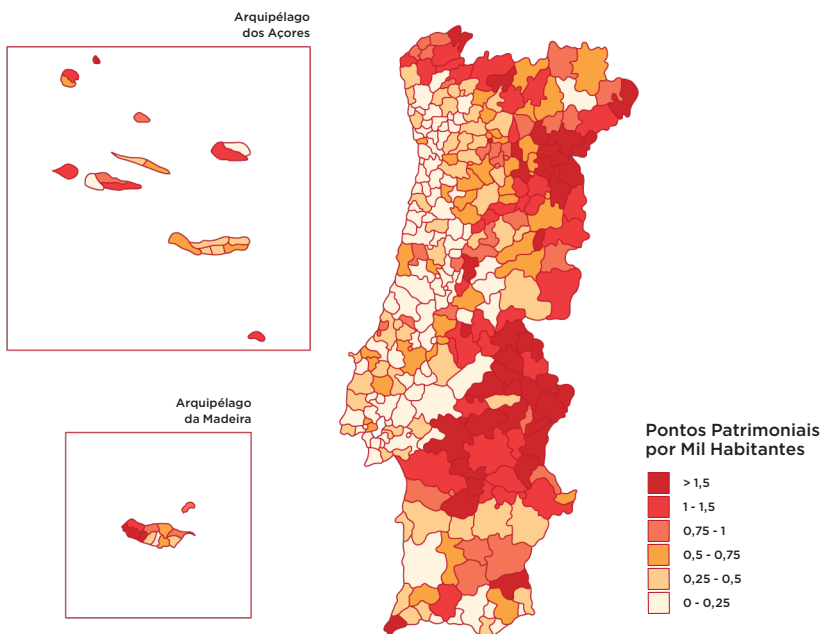 Arquipélago
dos Açores
Arquipélago
da Madeira
Pontos Patrimoniais
por Mil Habitantes
> 1,5
1 - 1,5
0,75 - 1
0,5 - 0,75
0,25 - 0,5
0 - 0,25